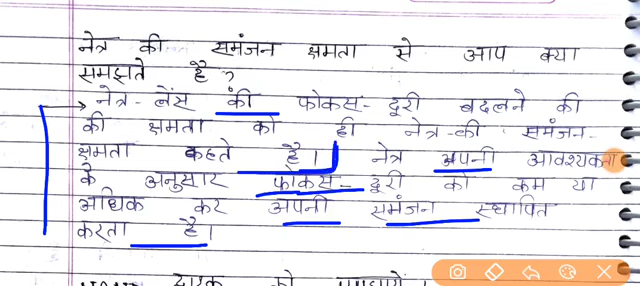 नेत्र की समंजन क्षमता से आप क्या
समझते है ?
→ नेत्र-लेंस की फोकस-दूरी बदलने की
की क्षमता को ही नेत्र-की समंजन-
क्षमता कहते है। नेत्र अपनी आवश्यकता
के अनुसार फोकस-दूरी को कम या
अधिक कर अपनी समंजन स्थापित
करता है।